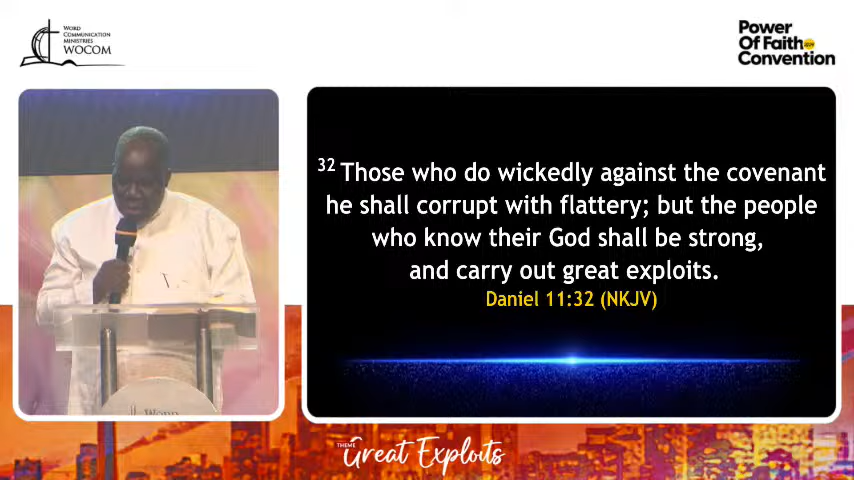 WORD
COMMUNICATION
MINISTRIES
WOCOM
Power
Of Faith
Convention
32 Those who do wickedly against the covenant
he shall corrupt with flattery; but the people
who know their God shall be strong,
and carry out great exploits.
Daniel 11:32 (NKJV)
THEME
Great Exploits